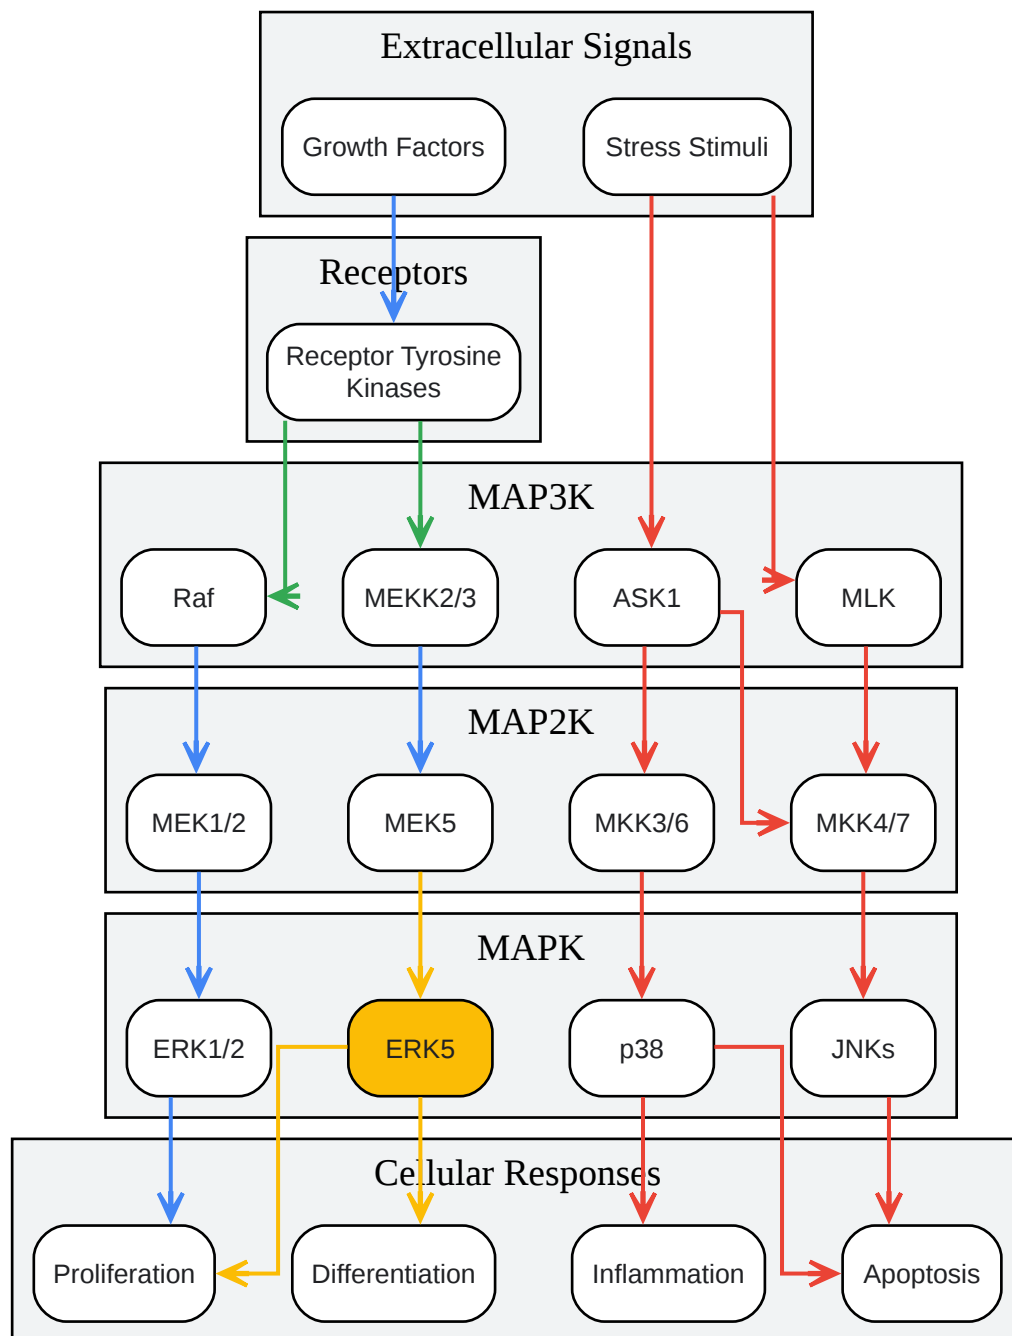 Extracellular Signals
Growth Factors
Stress Stimuli
Receptors
Receptor Tyrosine
Kinases
MAP3K
Raf
MEKK2/3
ASK1
MLK
MAP2K
MEK1/2
MEK5
MKK3/6
MKK4/7
MAPK
ERK1/2
ERK5
p38
JNKs
Cellular Responses
Proliferation
Differentiation
Inflammation
Apoptosis